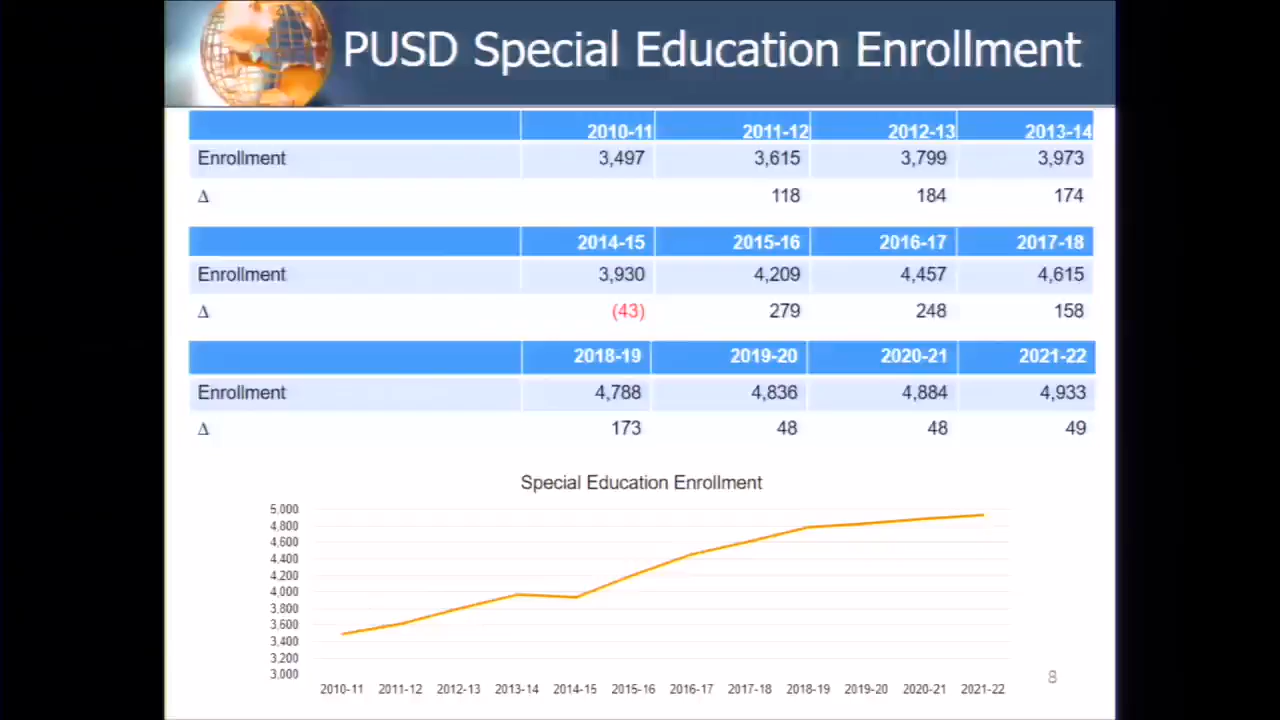 PUSD Special Education Enrollment
2010-11 2011-12 2012-13 2013-14
Enrollment 3,497 3,615 3,799 3,973
Δ 118 184 174
2014-15 2015-16 2016-17 2017-18
Enrollment 3,930 4,209 4,457 4,615
Δ (43) 279 248 158
2018-19 2019-20 2020-21 2021-22
Enrollment 4,788 4,836 4,884 4,933
Δ 173 48 48 49
Special Education Enrollment
5,000
4,800
4,600
4,400
4,200
4,000
3,800
3,600
3,400
3,200
3,000
2010-11 2011-12 2012-13 2013-14 2014-15 2015-16 2016-17 2017-18 2018-19 2019-20 2020-21 2021-22
8